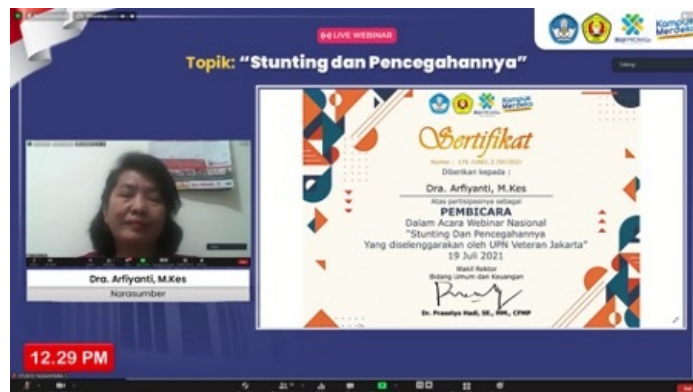 LIVE WEBINAR
Topik: “Stunting dan Pencegahannya”
Kampus
Merdeka
Kampus
Merdeka
Sertifikat
Diberikan kepada :
Dra. Arfiyanti, M.Kes
Atas partisipasinya sebagai
PEMBICARA
Dalam Acara Webinar Nasional
"Stunting Dan Pencegahannya
Yang diselenggarakan oleh UPN Veteran Jakarta"
19 Juli 2021
Wakil Rektor
Bidang Umum dan Keuangan
Dr. Prasetyo Hadi, SE., MM., CFMP
Dra. Arfiyanti, M.Kes
Narasumber
12.29 PM